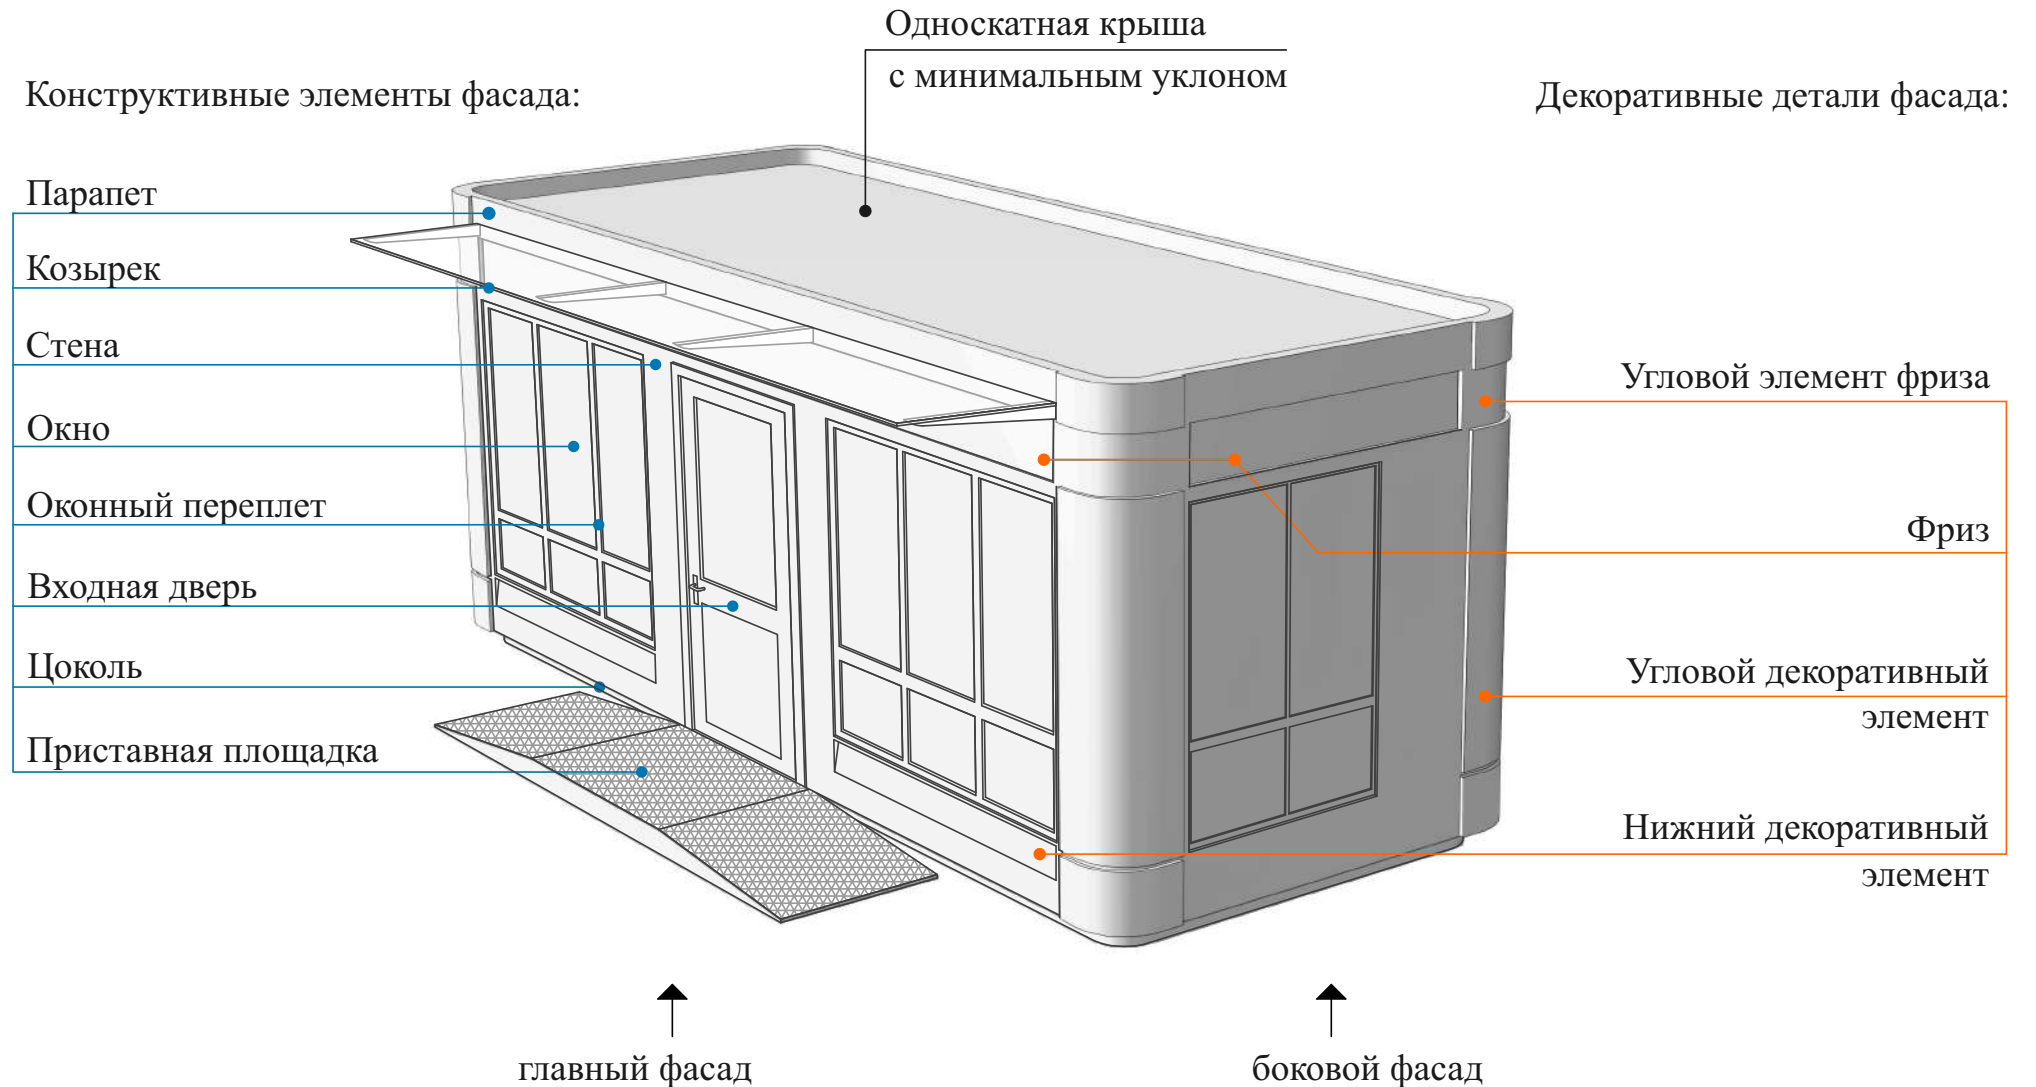 Односкатная крыша
с минимальным уклоном
Конструктивные элементы фасада:
Парапет
Козырек
Стена
Окно
Оконный переплет
Входная дверь
Цоколь
Приставная площадка
Декоративные детали фасада:
Угловой элемент фриза
Фриз
Угловой декоративный
элемент
Нижний декоративный
элемент
главный фасад
боковой фасад